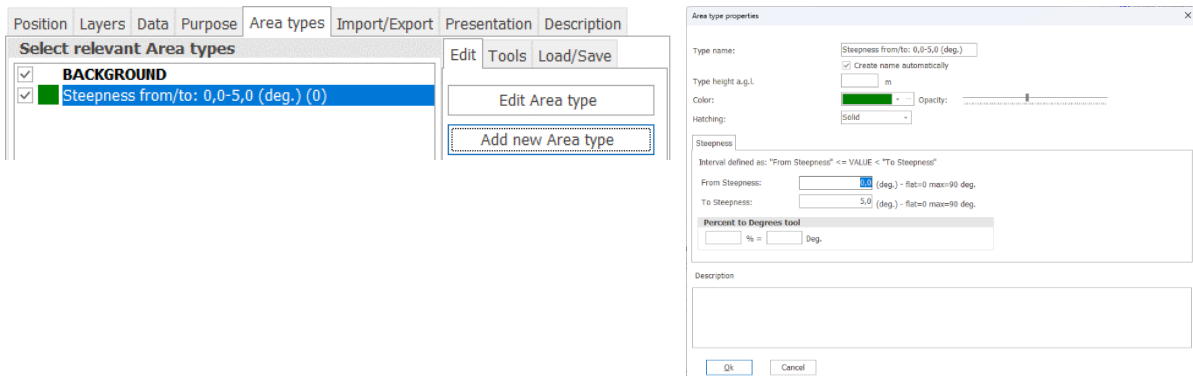 Position Layers Data Purpose Area types Import/Export Presentation Description
Select relevant Area types
BACKGROUND
Steepness from/to: 0,0-5,0 (deg.) (0)
Edit Tools Load/Save
Edit Area type
Add new Area type
Area type properties
Type name: Steepness from/to: 0,0-5,0 (deg.)
Create name automatically
Type height a.g.l. m
Color: Opacity:
Hatching: Solid
Steepness
Interval defined as: "From Steepness" <= VALUE < "To Steepness"
From Steepness: 0,0 (deg.) - flat=0 max=90 deg.
To Steepness: 5,0 (deg.) - flat=0 max=90 deg.
Percent to Degrees tool
% = Deg.
Description
Ok Cancel